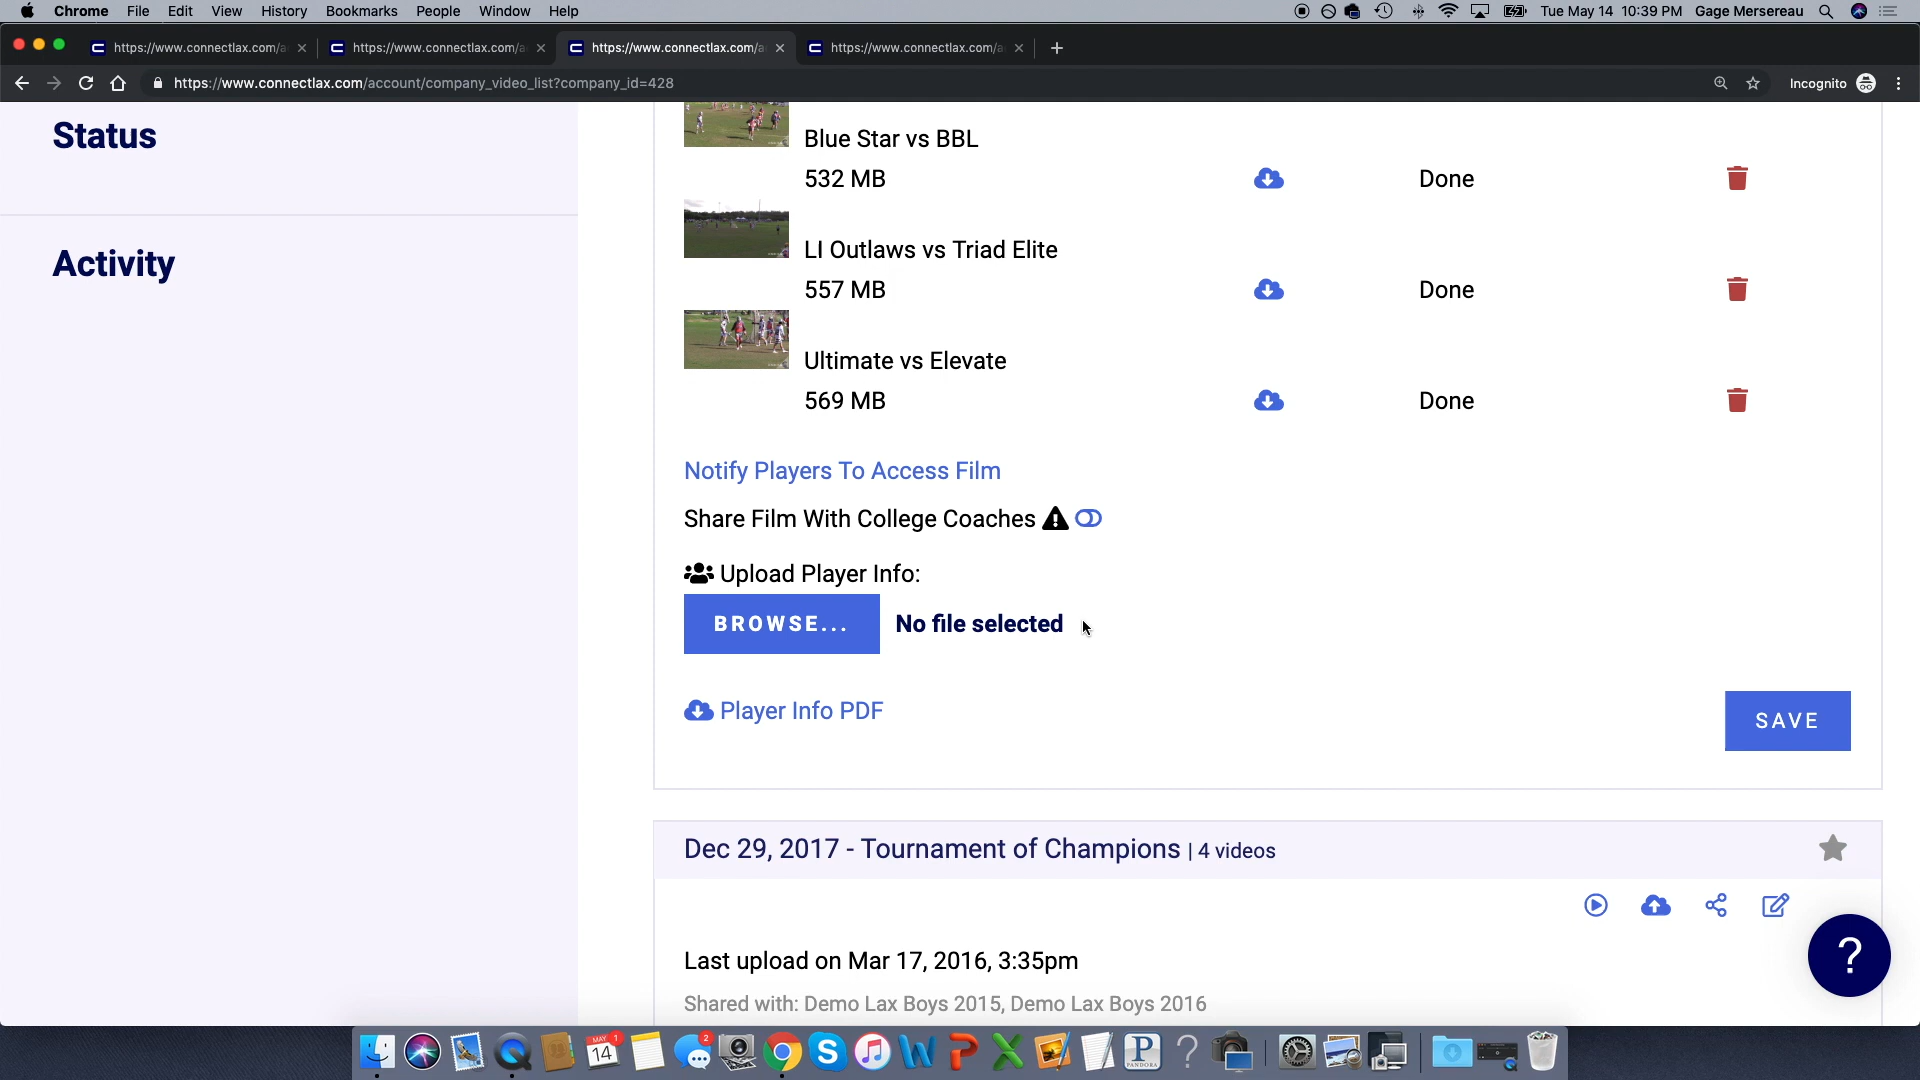 Chrome File Edit View History Bookmarks People Window Help Tue May 14 10:39 PM Gage Mersereau
https://www.connectlax.com/a https://www.connectlax.com/a https://www.connectlax.com/a https://www.connectlax.com/a
https://www.connectlax.com/account/company_video_list?company_id=428 Incognito
Status
Activity
Blue Star vs BBL
532 MB Done
LI Outlaws vs Triad Elite
557 MB Done
Ultimate vs Elevate
569 MB Done
Notify Players To Access Film
Share Film With College Coaches
Upload Player Info:
BROWSE... No file selected
Player Info PDF
SAVE
Dec 29, 2017 - Tournament of Champions | 4 videos
Last upload on Mar 17, 2016, 3:35pm
Shared with: Demo Lax Boys 2015, Demo Lax Boys 2016
?
MAY 14 1 2 P PANDORA